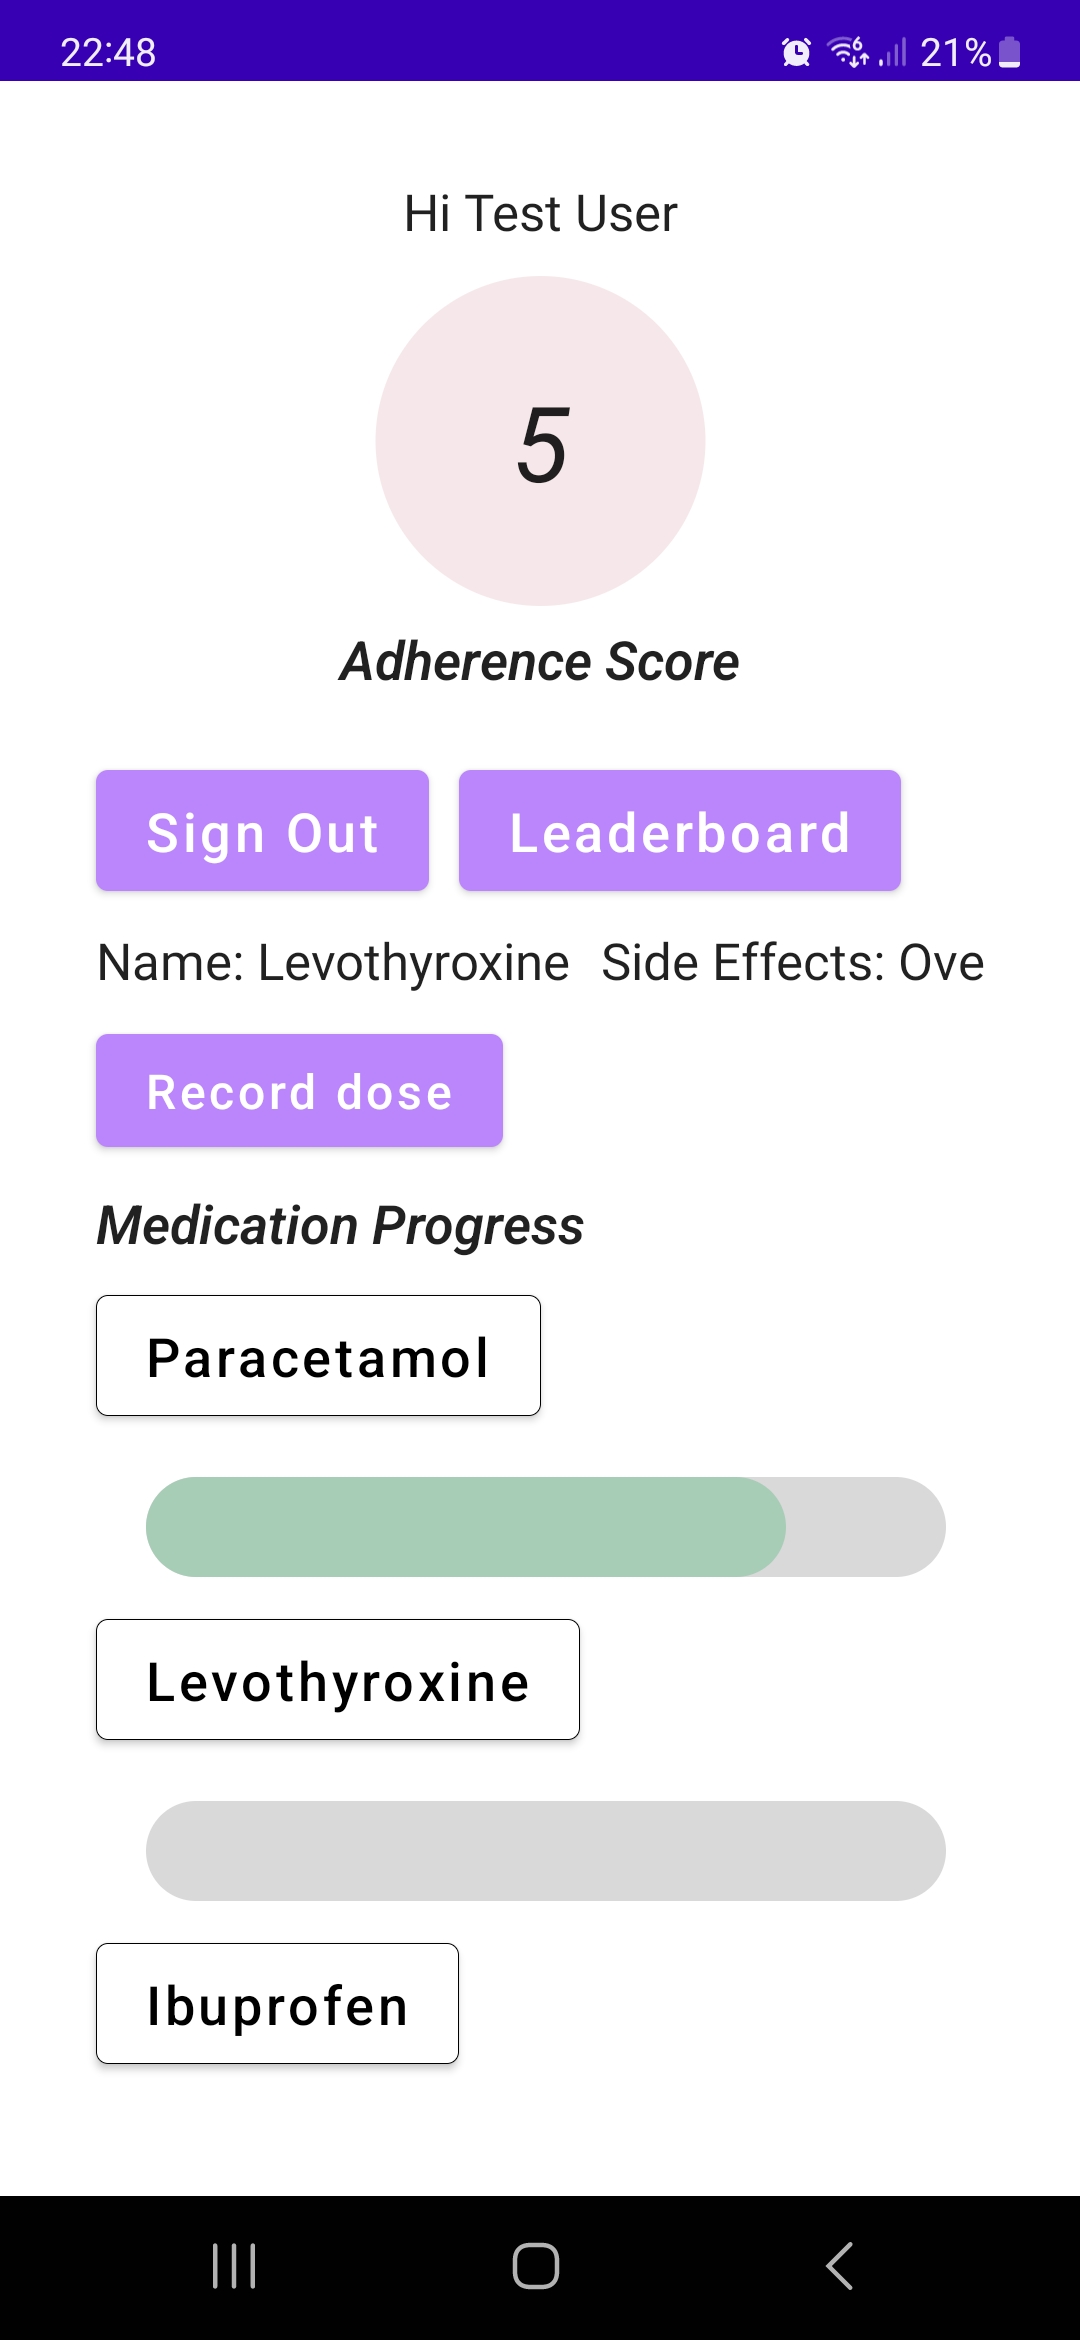 22:48 21%
Hi Test User
5
Adherence Score
Sign Out Leaderboard
Name: Levothyroxine Side Effects: Ove
Record dose
Medication Progress
Paracetamol
Levothyroxine
Ibuprofen